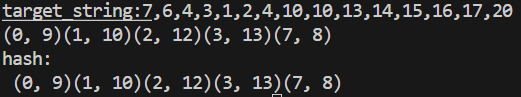 target_string:7,6,4,3,1,2,4,10,10,13,14,15,16,17,20
(0, 9)(1, 10)(2, 12)(3, 13)(7, 8)
hash:
 (0, 9)(1, 10)(2, 12)(3, 13)(7, 8)